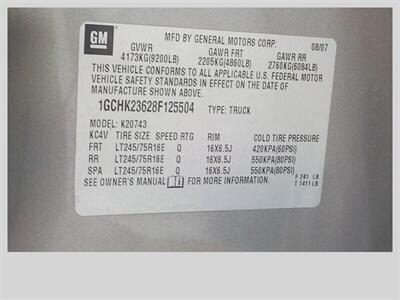 GM
MFD BY GENERAL MOTORS CORP. 08/07
GVWR GAWR FRT GAWR RR
4173KG(9200LB) 2205KG(4860LB) 2760KG(6084LB)
THIS VEHICLE CONFORMS TO ALL APPLICABLE U.S. FEDERAL MOTOR
VEHICLE SAFETY STANDARDS IN EFFECT ON THE DATE OF
MANUFACTURE SHOWN ABOVE.
1GCHK23628F125504 TYPE: TRUCK
MODEL: K20743
KC4V TIRE SIZE SPEED RTG RIM COLD TIRE PRESSURE
FRT LT245/75R16E Q 16X6.5J 420KPA(60PSI)
RR LT245/75R16E Q 16X6.5J 550KPA(80PSI)
SPA LT245/75R16E Q 16X6.5J 550KPA(80PSI)
SEE OWNER'S MANUAL FOR MORE INFORMATION. F 241 LB
T 1411 LB